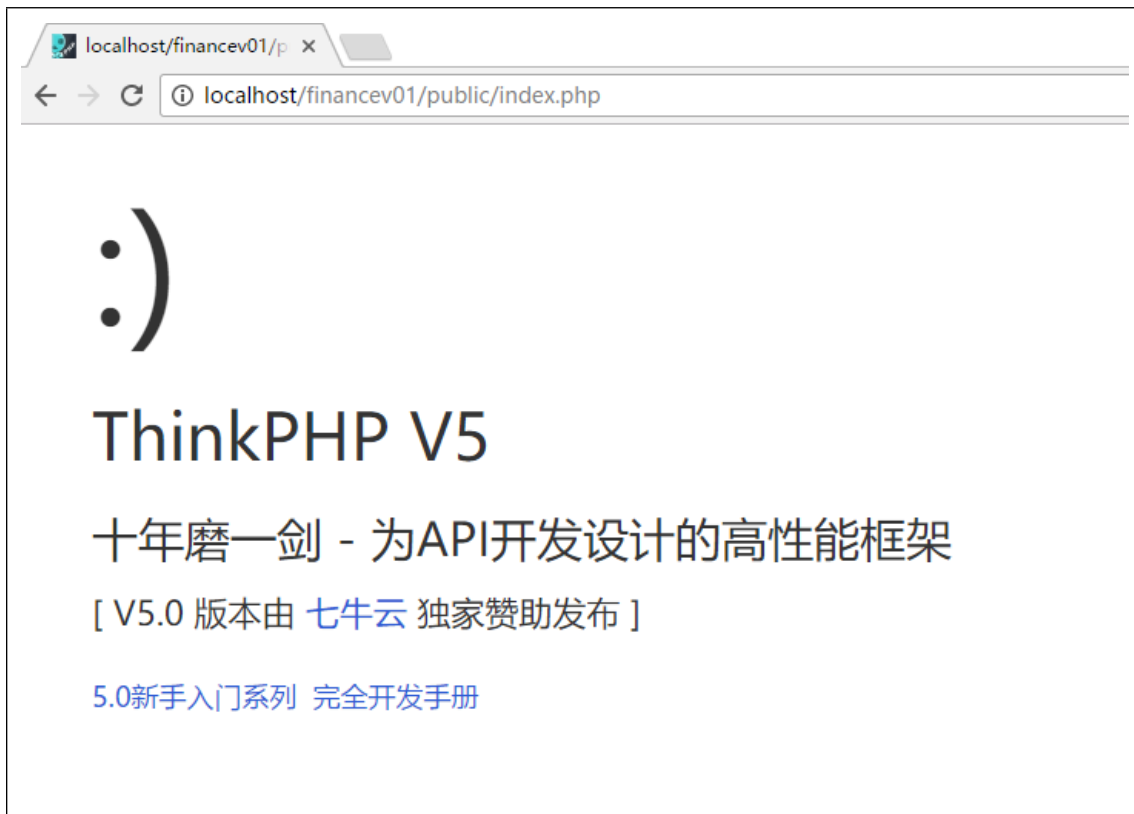 localhost/financev01/p
localhost/financev01/public/index.php
:)
ThinkPHP V5
十年磨一剑 - 为API开发设计的高性能框架
[ V5.0 版本由 七牛云 独家赞助发布 ]
5.0新手入门系列 完全开发手册